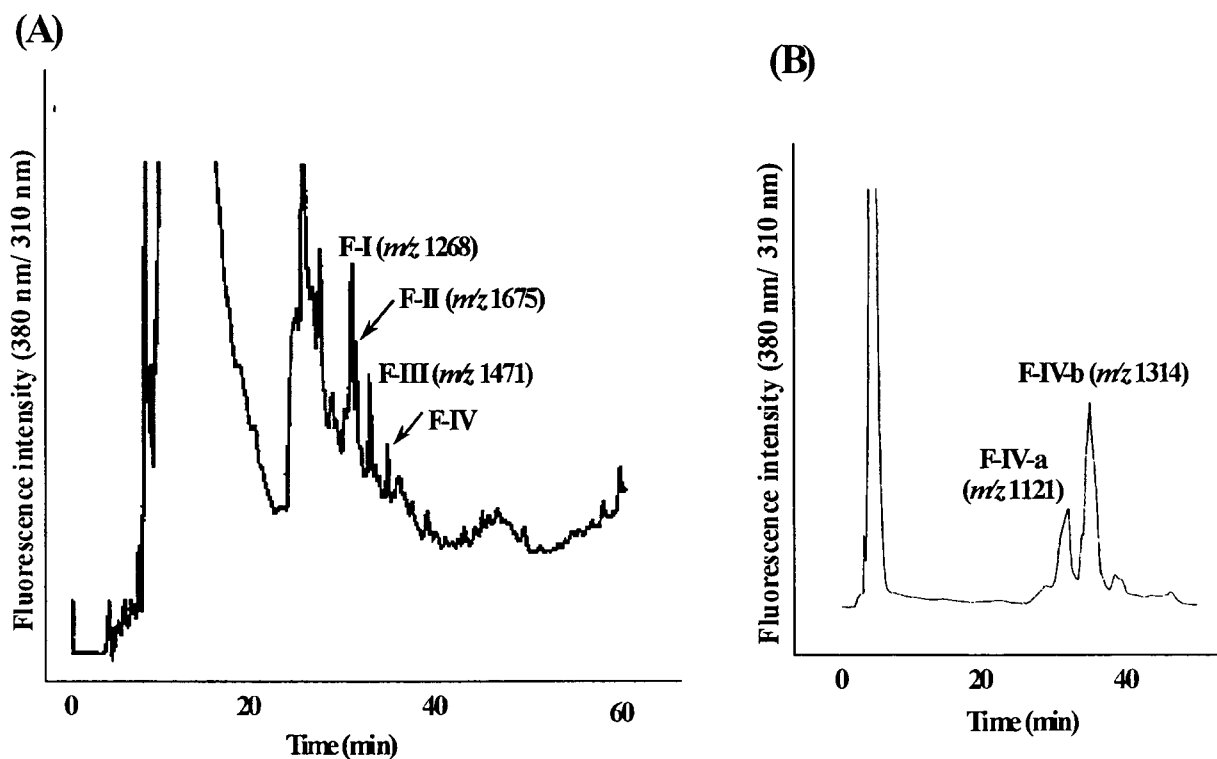 (A)
Fluorescence intensity (380 nm/ 310 nm)
F-I (m/z 1268)
F-II (m/z 1675)
F-III (m/z 1471)
F-IV
0 20 40 60
Time (min)
(B)
Fluorescence intensity (380 nm/ 310 nm)
F-IV-b (m/z 1314)
F-IV-a
(m/z 1121)
0 20 40
Time (min)